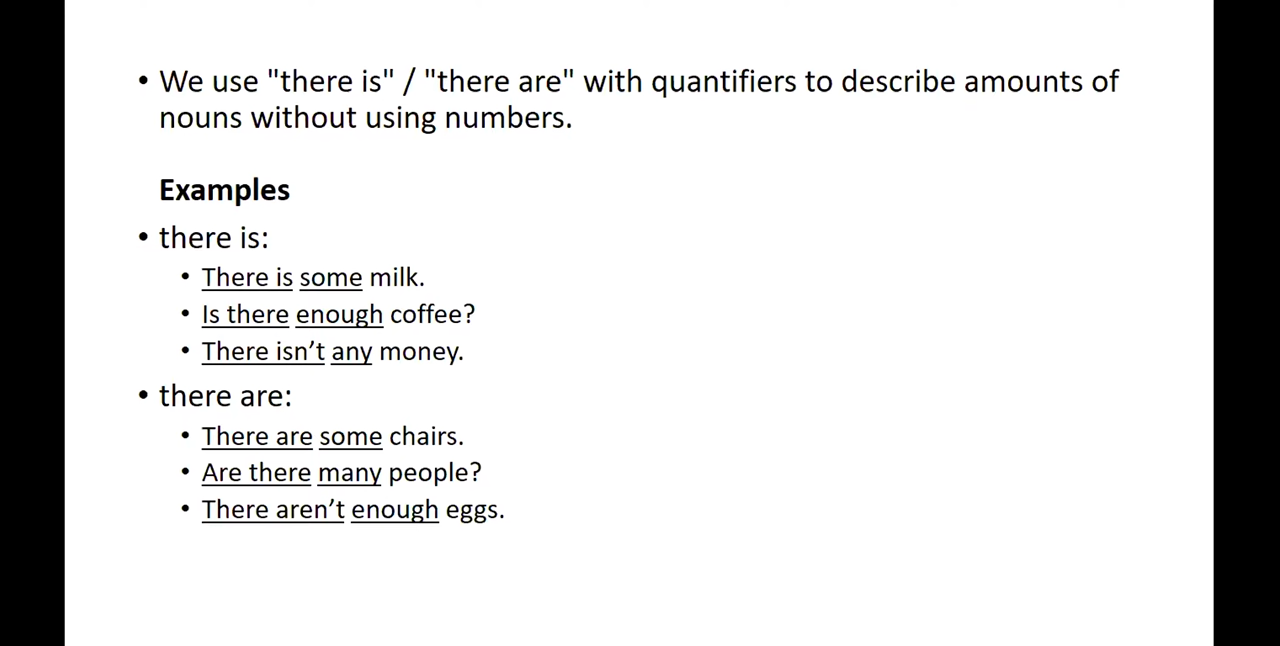 • We use "there is" / "there are" with quantifiers to describe amounts of
nouns without using numbers.
Examples
• there is:
• There is some milk.
• Is there enough coffee?
• There isn’t any money.
• there are:
• There are some chairs.
• Are there many people?
• There aren’t enough eggs.